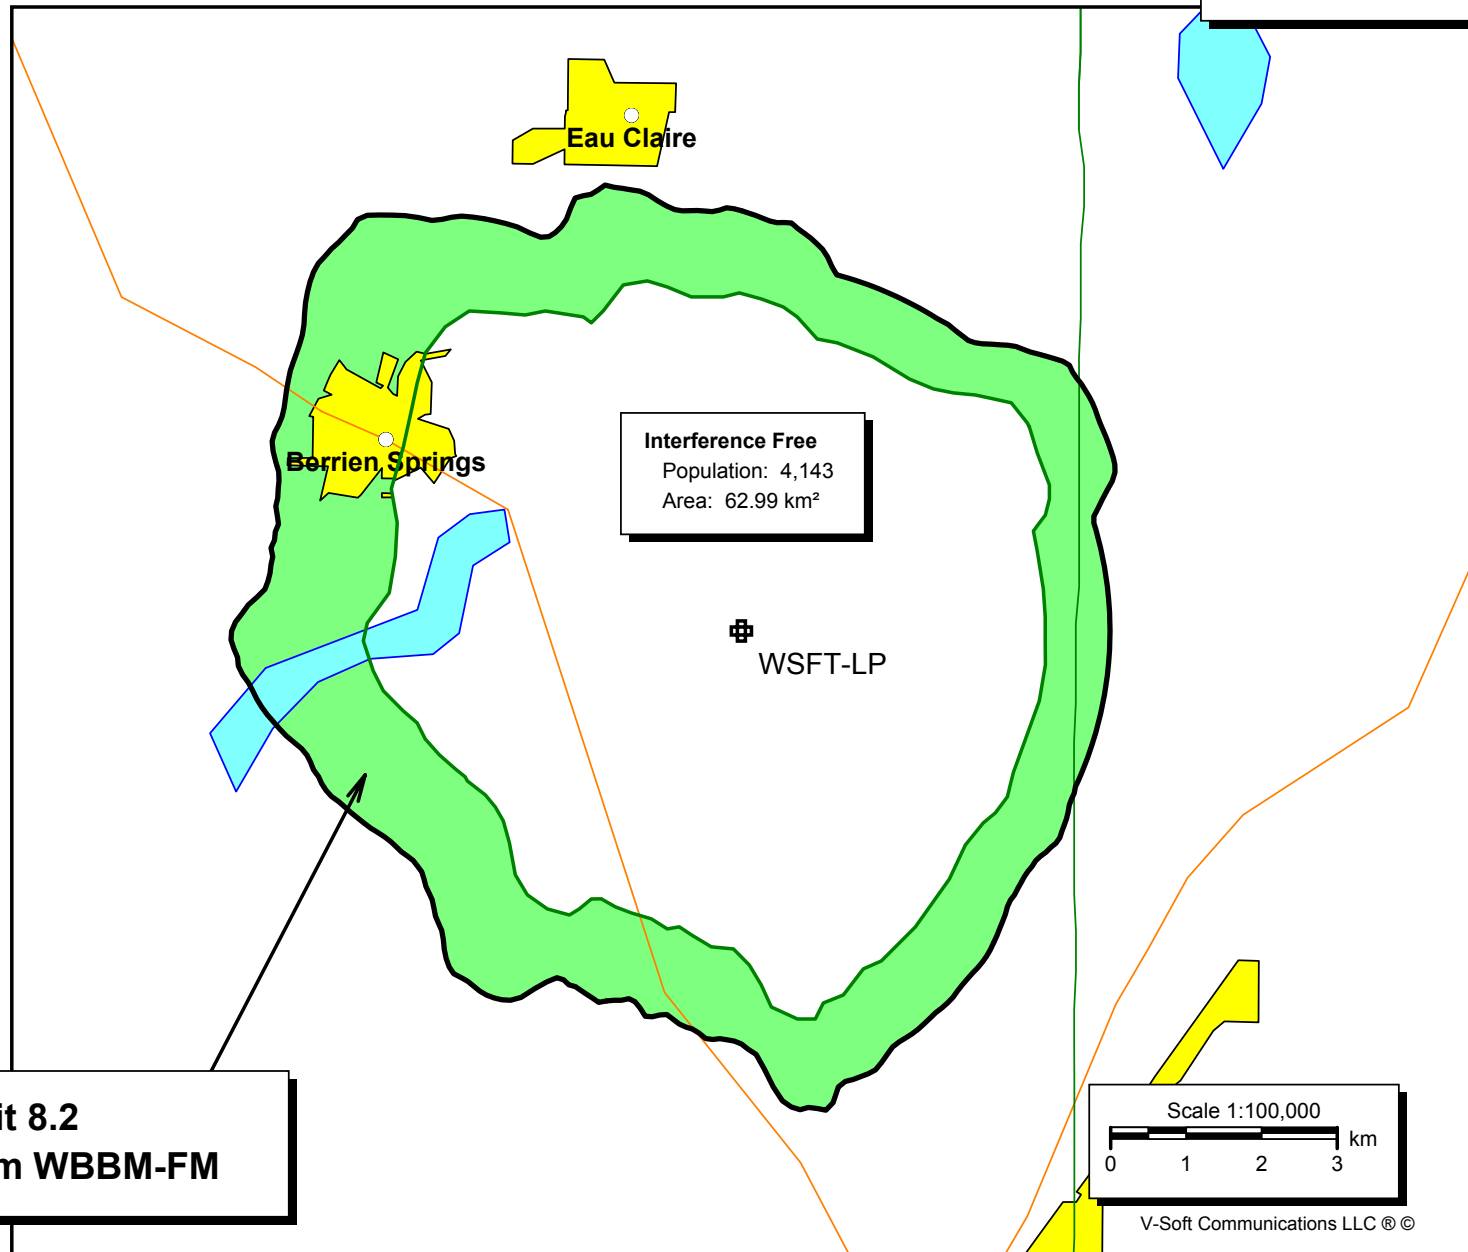 Eau Claire
Berrien Springs
Interference Free
Population: 4,143
Area: 62.99 km²
WSFT-LP
8.2
WBBM-FM
Scale 1:100,000
km
0 1 2 3
V-Soft Communications LLC ® ©